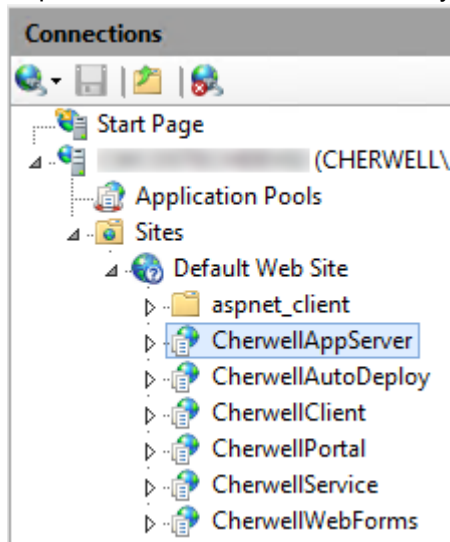 Connections
Start Page
(CHERWELL\
Application Pools
Sites
Default Web Site
aspnet_client
CherwellAppServer
CherwellAutoDeploy
CherwellClient
CherwellPortal
CherwellService
CherwellWebForms